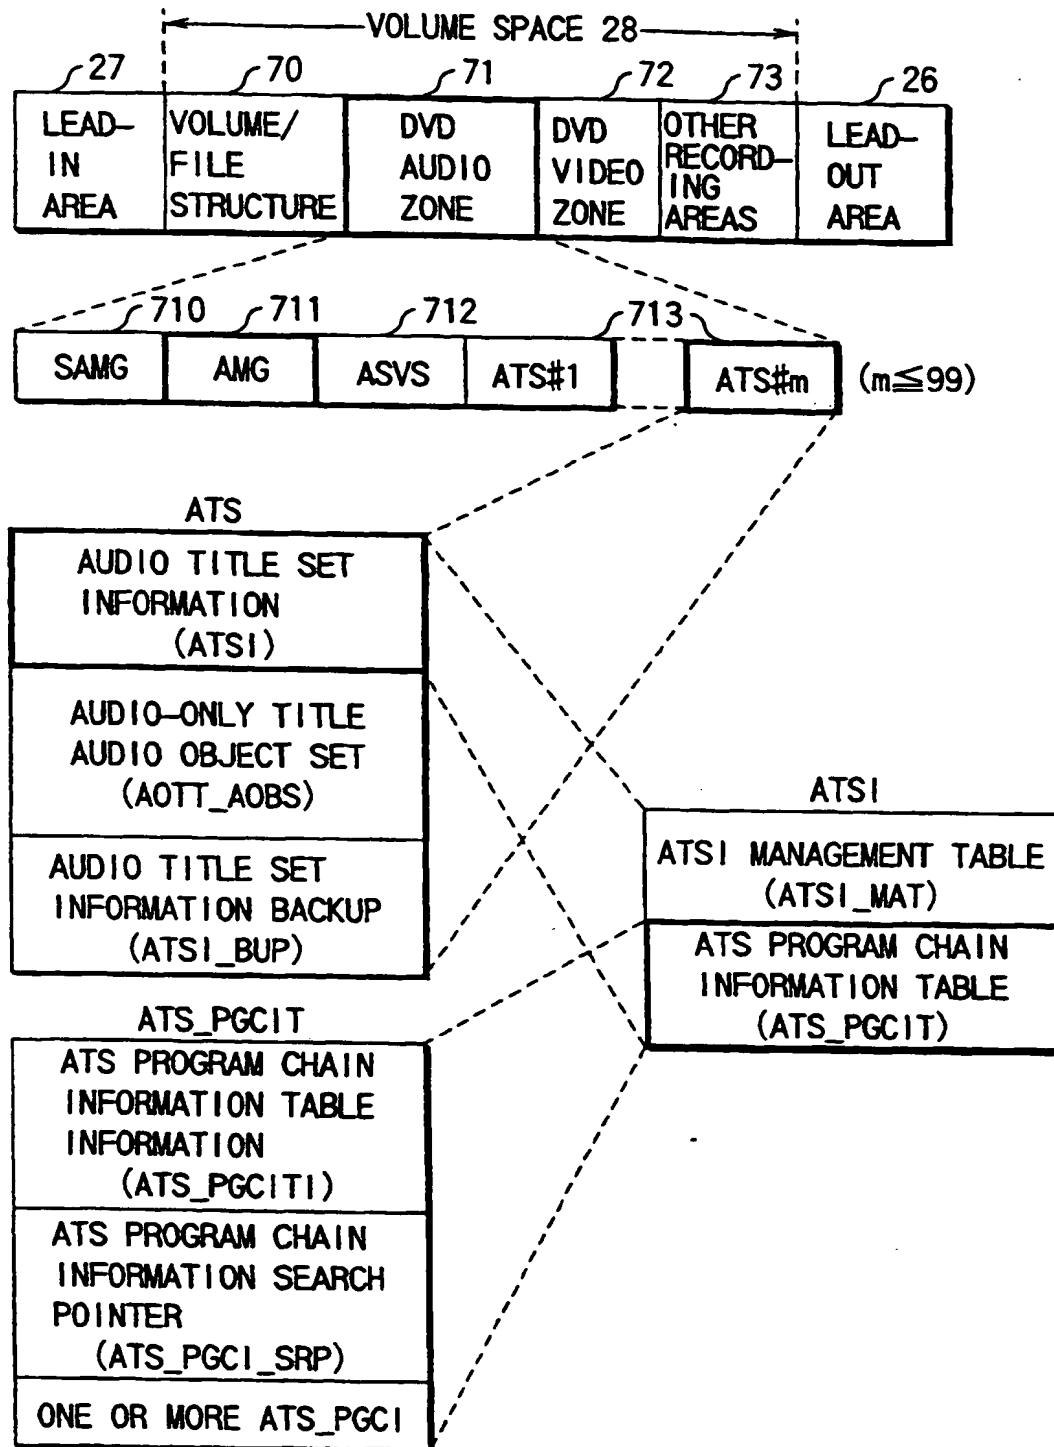 VOLUME SPACE 28
27 70 71 72 73 26
LEAD-
IN
AREA
VOLUME/
FILE
STRUCTURE
DVD
AUDIO
ZONE
DVD
VIDEO
ZONE
OTHER
RECORD-
ING
AREAS
LEAD-
OUT
AREA
710 711 712 713
SAMG AMG ASVS ATS#1 ATS#m (m≦99)
ATS
AUDIO TITLE SET
INFORMATION
(ATSI)
AUDIO-ONLY TITLE
AUDIO OBJECT SET
(AOTT_AOBS)
AUDIO TITLE SET
INFORMATION BACKUP
(ATSI_BUP)
ATSI
ATSI MANAGEMENT TABLE
(ATSI_MAT)
ATS PROGRAM CHAIN
INFORMATION TABLE
(ATS_PGCIT)
ATS_PGCIT
ATS PROGRAM CHAIN
INFORMATION TABLE
INFORMATION
(ATS_PGCITI)
ATS PROGRAM CHAIN
INFORMATION SEARCH
POINTER
(ATS_PGCI_SRP)
ONE OR MORE ATS_PGCI